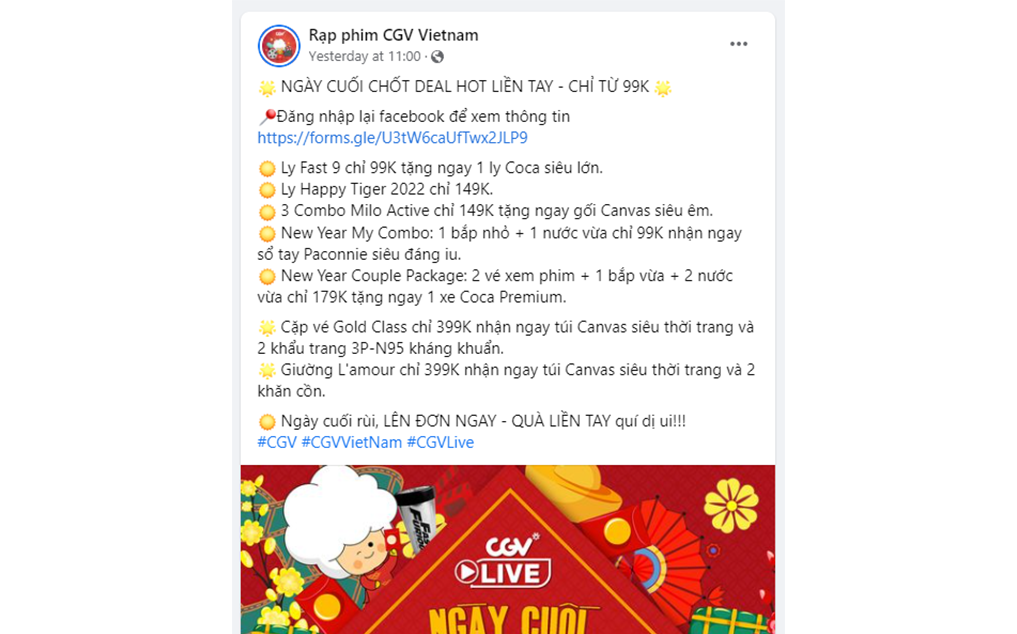 Rạp phim CGV Vietnam
Yesterday at 11:00 ·
NGÀY CUỐI CHỐT DEAL HOT LIỀN TAY - CHỈ TỪ 99K
Đăng nhập lại facebook để xem thông tin
https://forms.gle/U3tW6caUfTwx2JLP9
Ly Fast 9 chỉ 99K tặng ngay 1 ly Coca siêu lớn.
Ly Happy Tiger 2022 chỉ 149K.
3 Combo Milo Active chỉ 149K tặng ngay gối Canvas siêu êm.
New Year My Combo: 1 bắp nhỏ + 1 nước vừa chỉ 99K nhận ngay
sổ tay Paconnie siêu đáng iu.
New Year Couple Package: 2 vé xem phim + 1 bắp vừa + 2 nước
vừa chỉ 179K tặng ngay 1 xe Coca Premium.
Cặp vé Gold Class chỉ 399K nhận ngay túi Canvas siêu thời trang và
2 khẩu trang 3P-N95 kháng khuẩn.
Giường L'amour chỉ 399K nhận ngay túi Canvas siêu thời trang và 2
khăn cồn.
Ngày cuối rùi, LÊN ĐƠN NGAY - QUÀ LIỀN TAY quí dị ui!!!
#CGV #CGVVietNam #CGVLive
CGV
LIVE
NGÀY CUỐI